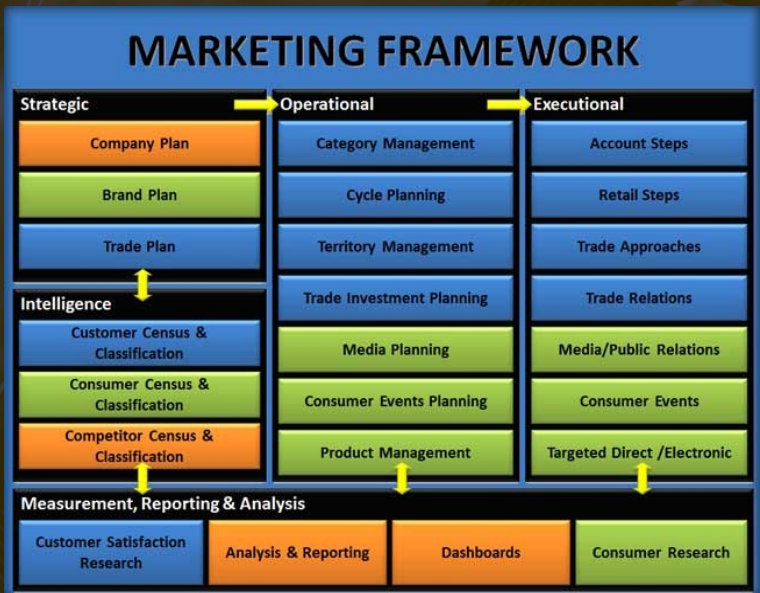 MARKETING FRAMEWORK
Strategic
Company Plan
Brand Plan
Trade Plan
Intelligence
Customer Census &
Classification
Consumer Census &
Classification
Competitor Census &
Classification
Operational
Category Management
Cycle Planning
Territory Management
Trade Investment Planning
Media Planning
Consumer Events Planning
Product Management
Executional
Account Steps
Retail Steps
Trade Approaches
Trade Relations
Media/Public Relations
Consumer Events
Targeted Direct /Electronic
Measurement, Reporting & Analysis
Customer Satisfaction
Research
Analysis & Reporting
Dashboards
Consumer Research